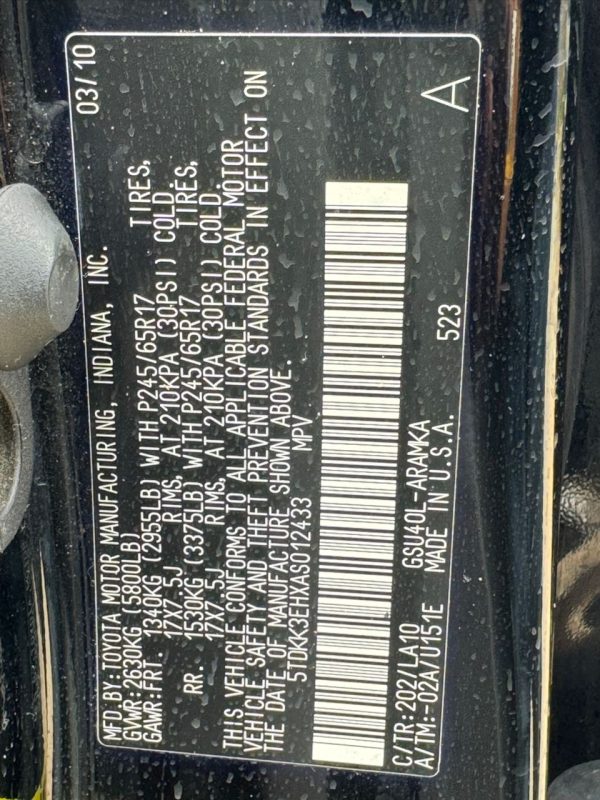 MFD.BY:TOYOTA MOTOR MANUFACTURING, INDIANA, INC. 03/10
GVWR:2630KG (5800LB)
GAWR:FRT. 1340KG (2955LB) WITH P245/65R17 TIRES,
17X7.5J RIMS, AT 210KPA (30PSI) COLD.
RR. 1530KG (3375LB) WITH P245/65R17 TIRES,
17X7.5J RIMS, AT 210KPA (30PSI) COLD.
THIS VEHICLE CONFORMS TO ALL APPLICABLE FEDERAL MOTOR
VEHICLE SAFETY AND THEFT PREVENTION STANDARDS IN EFFECT ON
THE DATE OF MANUFACTURE SHOWN ABOVE.
5TDKK3EHXAS012433 MPV
C/TR:202/LA10 GSU40L-ARAMKA 523
A/TM:-02A/U151E MADE IN U.S.A. A